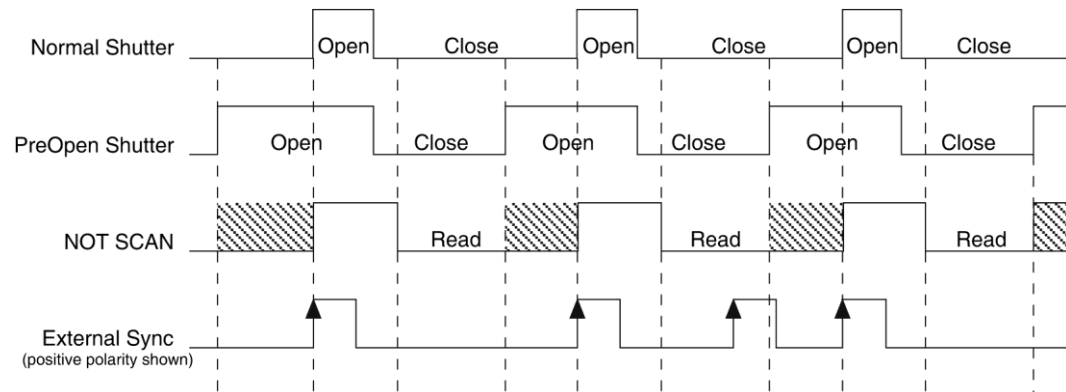 Normal Shutter Open Close Open Close Open Close
PreOpen Shutter Open Close Open Close Open Close
NOT SCAN Read Read Read
External Sync
(positive polarity shown)